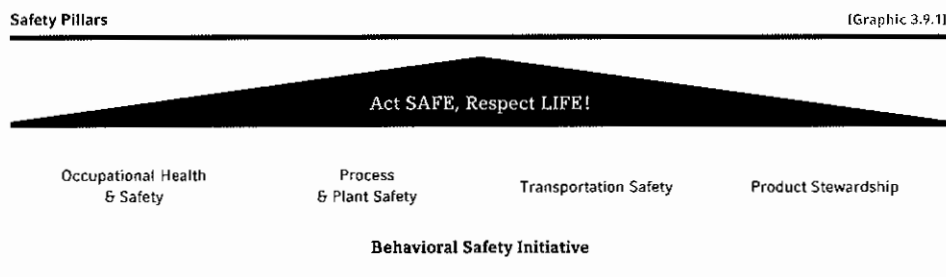 Safety Pillars
[Graphic 3.9.1]
Act SAFE, Respect LIFE!
Occupational Health
& Safety
Process
& Plant Safety
Transportation Safety
Product Stewardship
Behavioral Safety Initiative